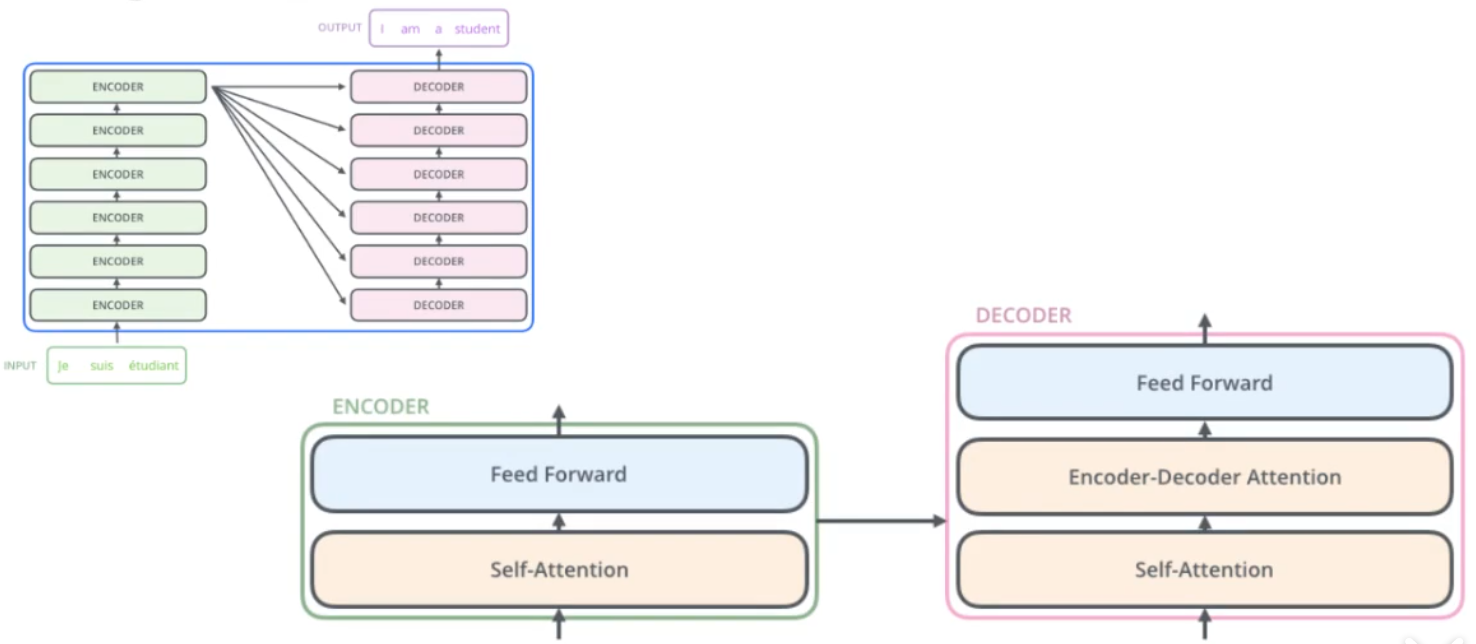 OUTPUT I am a student
ENCODER DECODER
ENCODER DECODER
ENCODER DECODER
ENCODER DECODER
ENCODER DECODER
ENCODER DECODER
INPUT Je suis étudiant
ENCODER
Feed Forward
Self-Attention
DECODER
Feed Forward
Encoder-Decoder Attention
Self-Attention